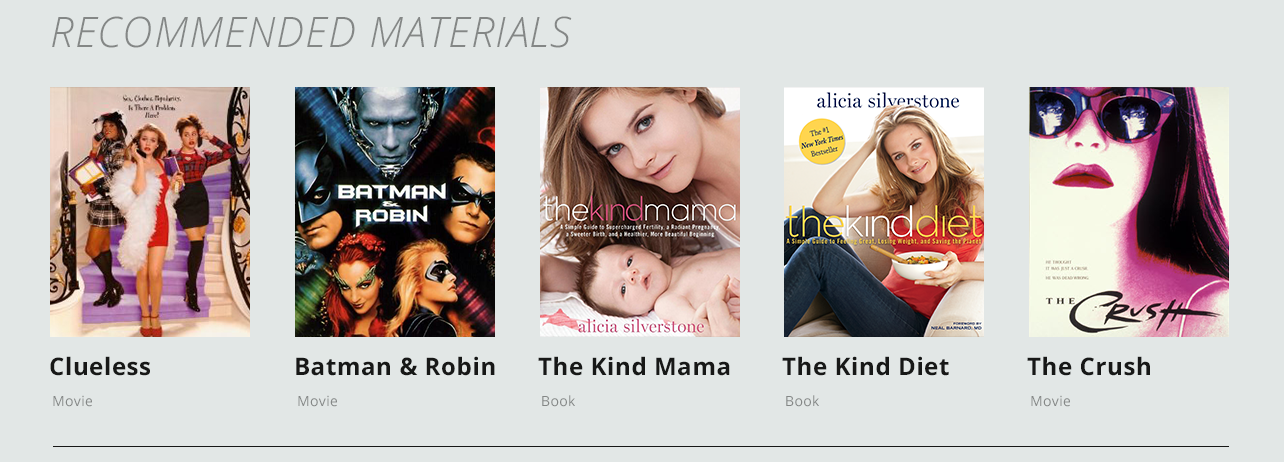 RECOMMENDED MATERIALS
Sex. Clothes. Popularity.
Is There A Problem
Here?
BATMAN
&
ROBIN
thekindmama
A Simple Guide to Supercharged Fertility, a Radiant Pregnancy,
a Sweeter Birth, and a Healthier, More Beautiful Beginning
alicia silverstone
alicia silverstone
The #1
New York Times
Bestseller
thekinddiet
A Simple Guide to Feeling Great, Losing Weight, and Saving the Planet
FOREWORD BY
NEAL BARNARD, MD
HE THOUGHT
IT WAS JUST A CRUSH.
HE WAS DEAD WRONG.
THE CRUSH
Clueless
Batman & Robin
The Kind Mama
The Kind Diet
The Crush
Movie
Movie
Book
Book
Movie